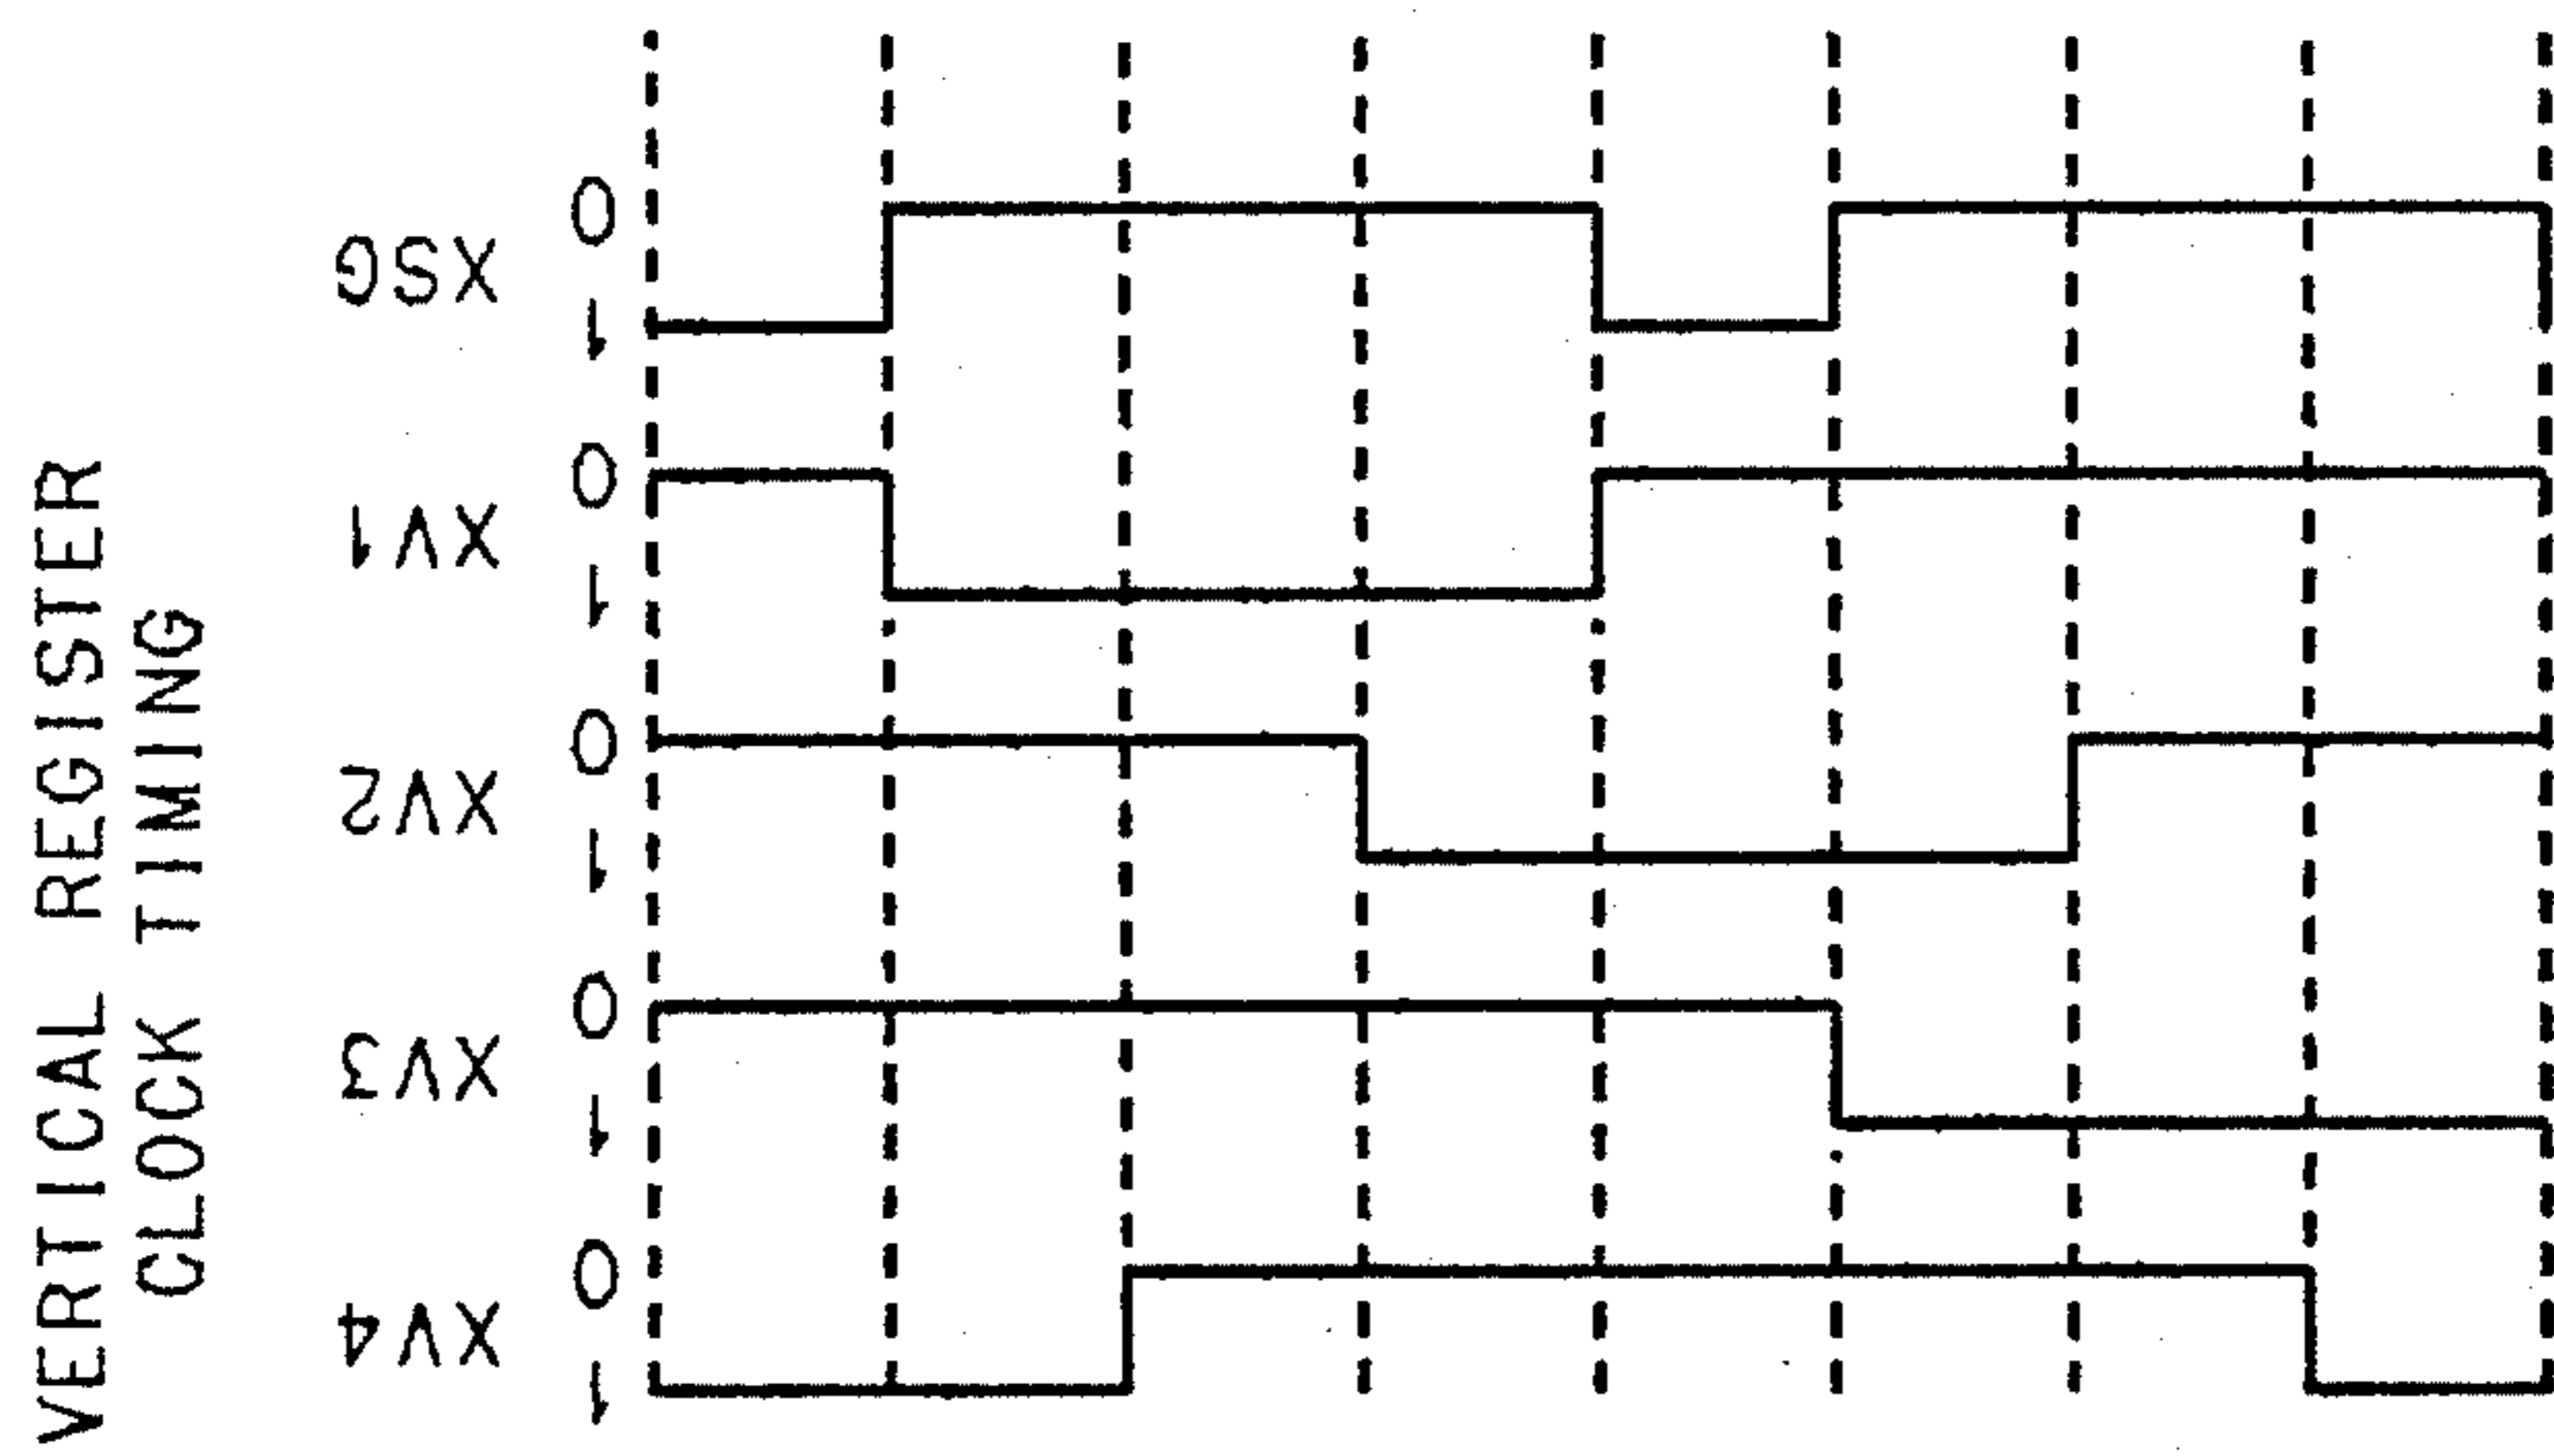 VERTICAL REGISTER
CLOCK TIMING
XSG
0
1
XV1
0
1
XV2
0
1
XV3
0
1
XV4
0
1